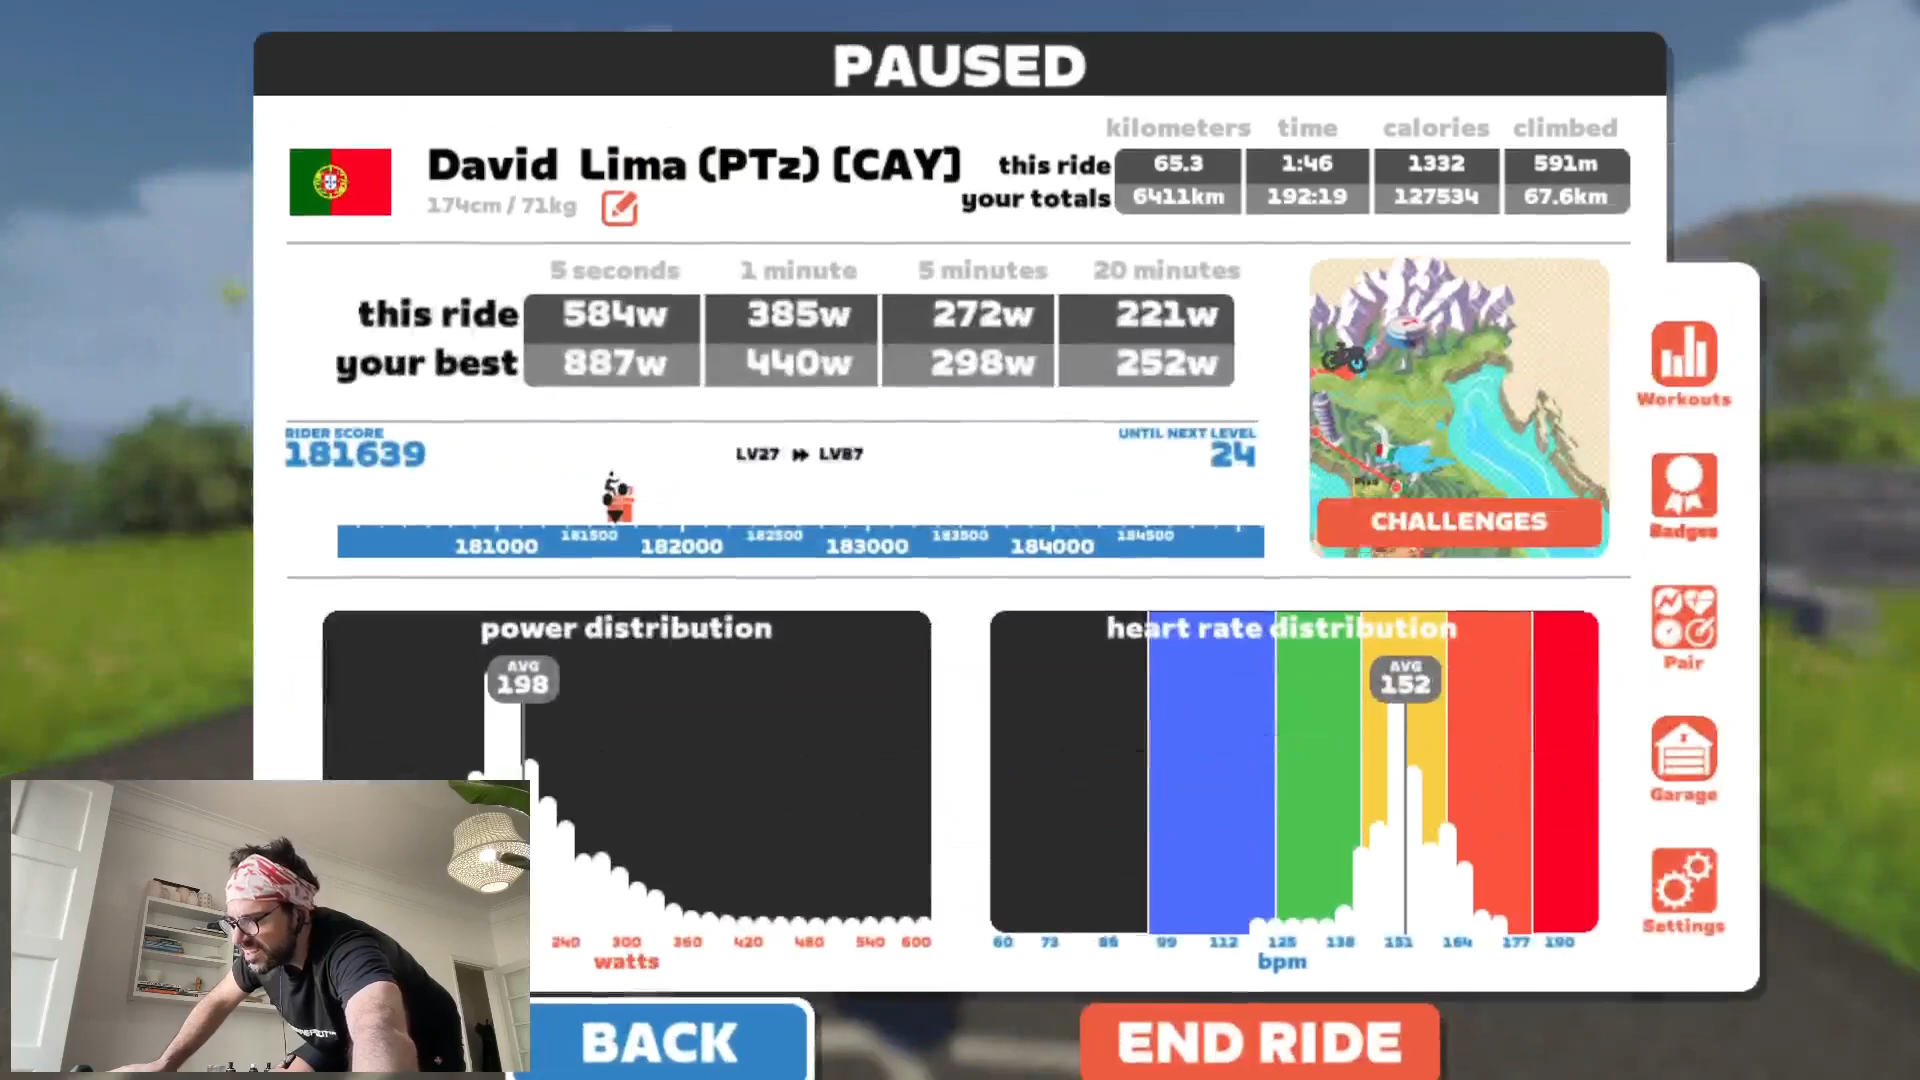 PAUSED
kilometers time calories climbed
David Lima (PTz) [CAY]
174cm / 71kg
this ride 65.3 1:46 1332 591m
your totals 6411km 192:19 127534 67.6km
5 seconds 1 minute 5 minutes 20 minutes
this ride 584w 385w 272w 221w
your best 887w 440w 298w 252w
RIDER SCORE
181639
LV27 LV87
UNTIL NEXT LEVEL
24
181000 181500 182000 182500 183000 183500 184000 184500
CHALLENGES
Workouts
Badges
Pair
Garage
Settings
power distribution
AVG
198
240 300 360 420 480 540 600
watts
heart rate distribution
AVG
152
60 73 86 99 112 125 138 151 164 177 190
bpm
BACK
END RIDE